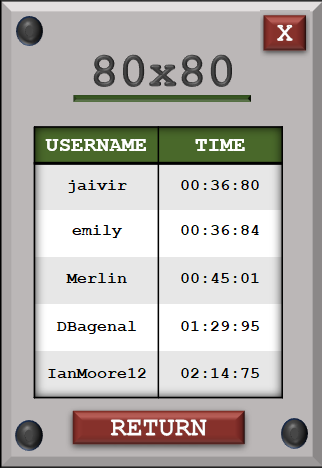 X
80x80
USERNAME TIME
jaivir 00:36:80
emily 00:36:84
Merlin 00:45:01
DBagenal 01:29:95
IanMoore12 02:14:75
RETURN